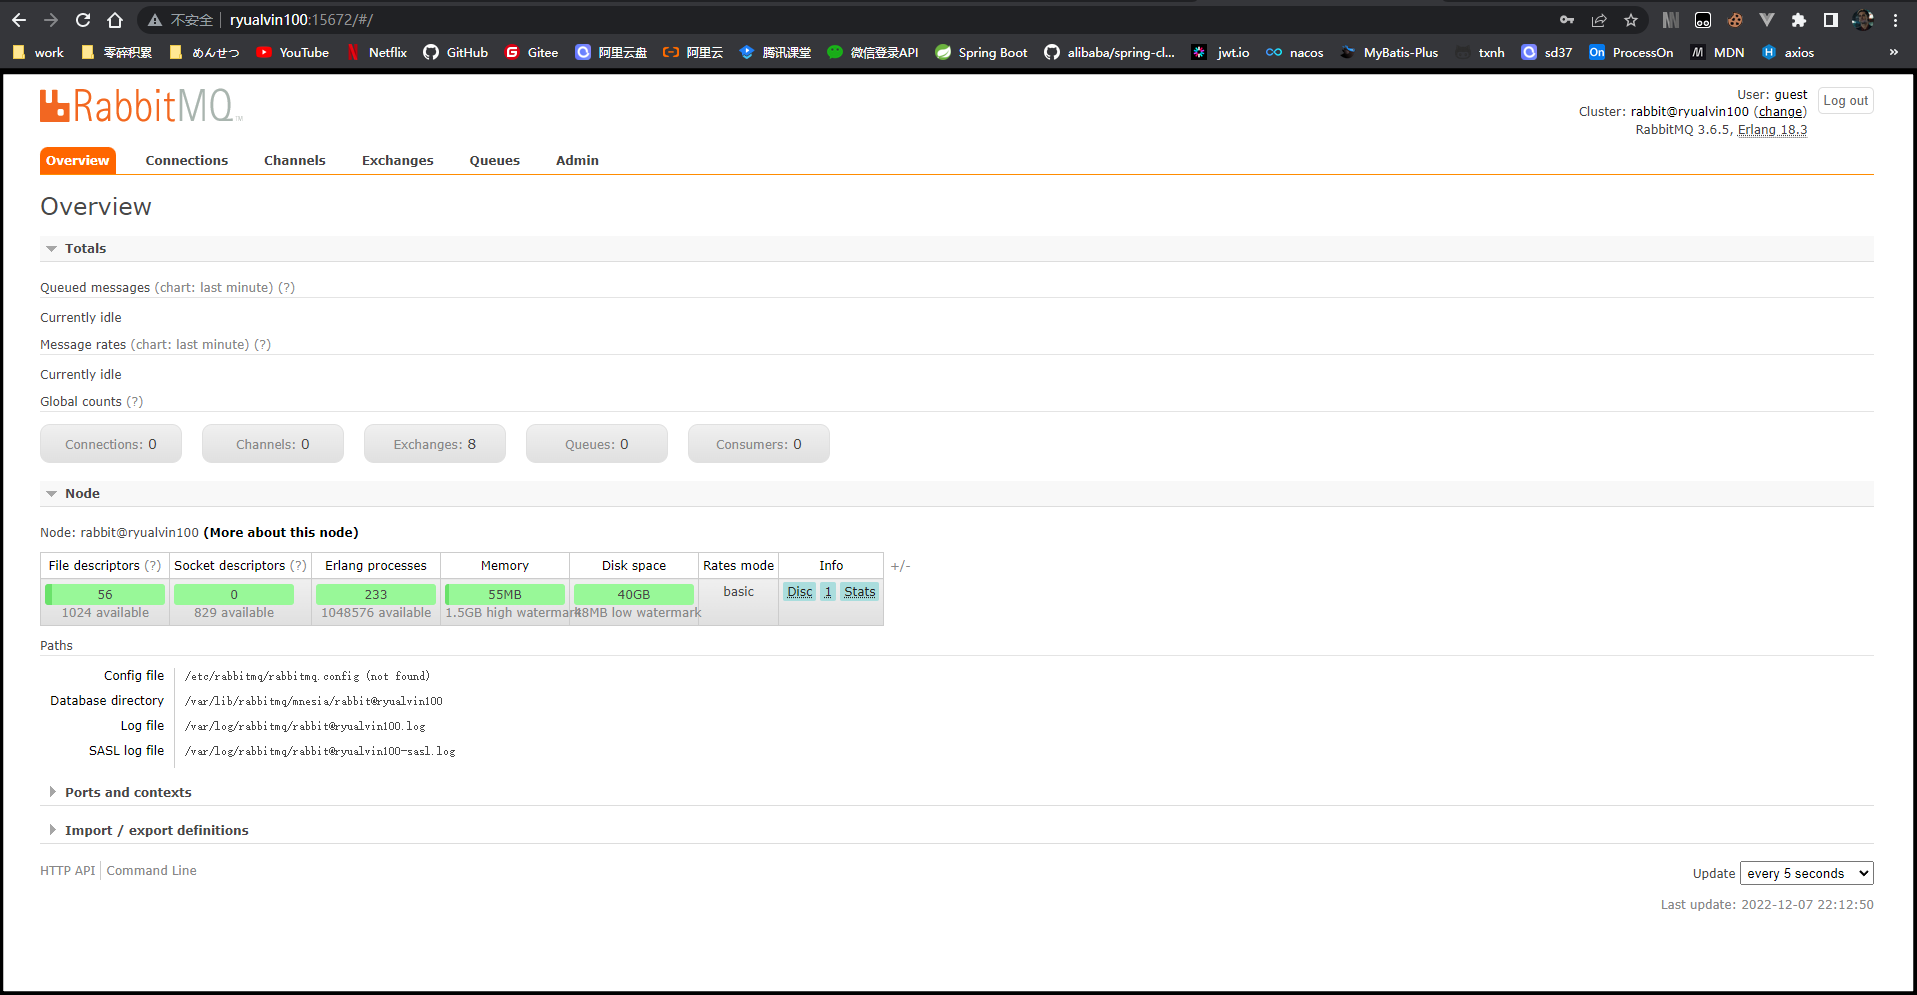 不安全 ryualvin100:15672/#/
work 零碎积累 めんせつ YouTube Netflix GitHub Gitee 阿里云盘 阿里云 腾讯课堂 微信登录API Spring Boot alibaba/spring-cl... jwt.io nacos MyBatis-Plus txnh sd37 ProcessOn MDN axios »
RabbitMQ™
User: guest
Log out
Cluster: rabbit@ryualvin100 (change)
RabbitMQ 3.6.5, Erlang 18.3
Overview Connections Channels Exchanges Queues Admin
Overview
Totals
Queued messages (chart: last minute) (?)
Currently idle
Message rates (chart: last minute) (?)
Currently idle
Global counts (?)
Connections: 0 Channels: 0 Exchanges: 8 Queues: 0 Consumers: 0
Node
Node: rabbit@ryualvin100 (More about this node)
File descriptors (?) Socket descriptors (?) Erlang processes Memory Disk space Rates mode Info +/-
56 0 233 55MB 40GB basic Disc 1 Stats
1024 available 829 available 1048576 available 1.5GB high watermark 48MB low watermark
Paths
Config file /etc/rabbitmq/rabbitmq.config (not found)
Database directory /var/lib/rabbitmq/mnesia/rabbit@ryualvin100
Log file /var/log/rabbitmq/rabbit@ryualvin100.log
SASL log file /var/log/rabbitmq/rabbit@ryualvin100-sasl.log
Ports and contexts
Import / export definitions
HTTP API Command Line
Update every 5 seconds
Last update: 2022-12-07 22:12:50